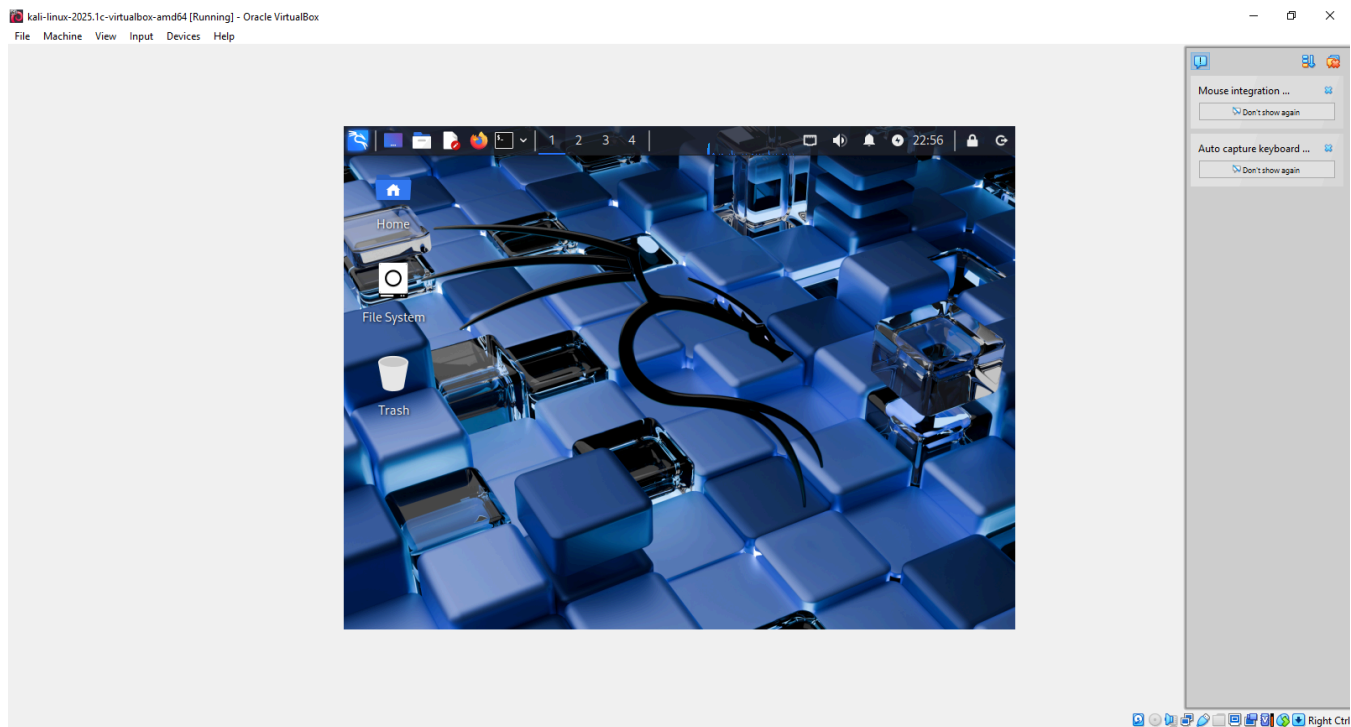 kali-linux-2025.1c-virtualbox-amd64 [Running] - Oracle VirtualBox
File Machine View Input Devices Help
Mouse integration ...
Don't show again
Auto capture keyboard ...
Don't show again
1 2 3 4 22:56
Home
File System
Trash
Right Ctrl